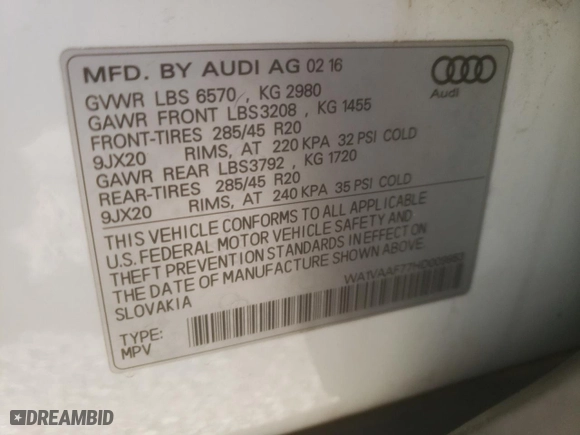 MFD. BY AUDI AG 02 16
GVWR LBS 6570, KG 2980
GAWR FRONT LBS3208, KG 1455
FRONT-TIRES 285/45 R20
9JX20 RIMS, AT 220 KPA 32 PSI COLD
GAWR REAR LBS3792, KG 1720
REAR-TIRES 285/45 R20
9JX20 RIMS, AT 240 KPA 35 PSI COLD
THIS VEHICLE CONFORMS TO ALL APPLICABLE
U.S. FEDERAL MOTOR VEHICLE SAFETY AND
THEFT PREVENTION STANDARDS IN EFFECT ON
THE DATE OF MANUFACTURE SHOWN ABOVE.
SLOVAKIA
TYPE:
MPV
Audi
DREAMBID